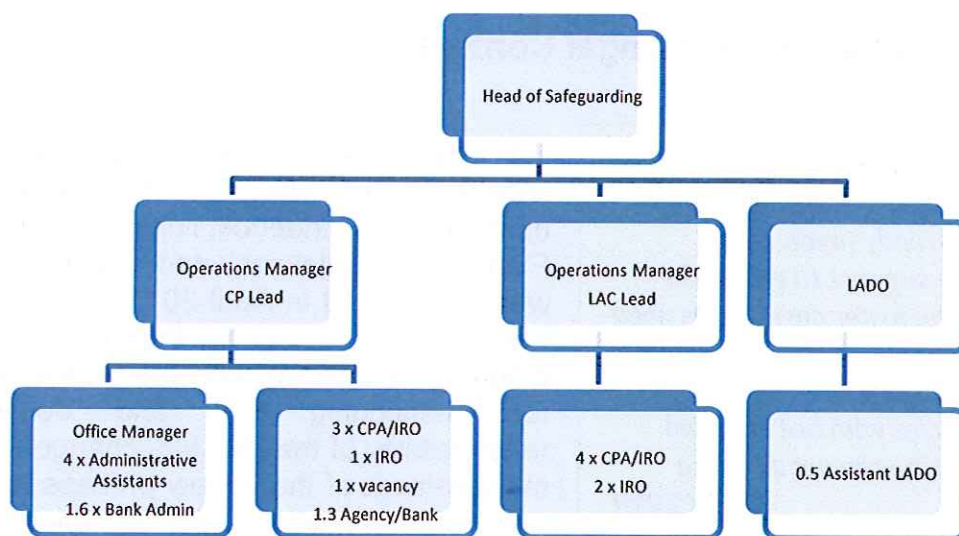 Head of Safeguarding
Operations Manager
CP Lead
Operations Manager
LAC Lead
LADO
Office Manager
4 x Administrative
Assistants
1.6 x Bank Admin
3 x CPA/IRO
1 x IRO
1 x vacancy
1.3 Agency/Bank
4 x CPA/IRO
2 x IRO
0.5 Assistant LADO